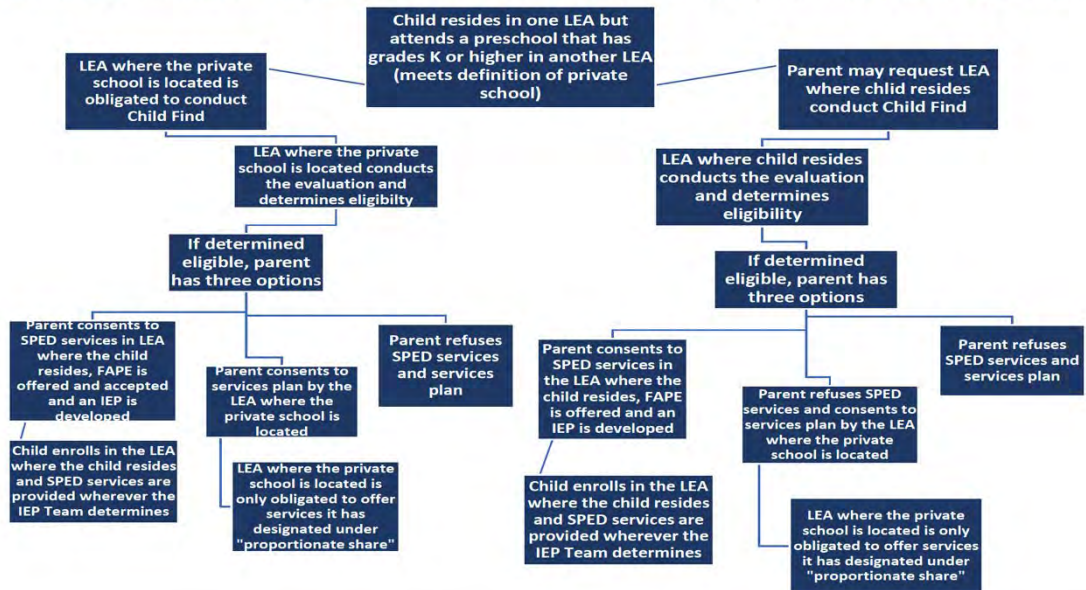 Child resides in one LEA but
attends a preschool that has
grades K or higher in another LEA
(meets definition of private
school)
LEA where the private
school is located is
obligated to conduct
Child Find
LEA where the private
school is located conducts
the evaluation and
determines eligibilty
If determined
eligible, parent
has three options
Parent consents to
SPED services in LEA
where the child
resides, FAPE is
offered and accepted
and an IEP is
developed
Child enrolls in the LEA
where the child resides
and SPED services are
provided wherever the
IEP Team determines
Parent consents to
services plan by the
LEA where the
private school is
located
LEA where the private
school is located is
only obligated to offer
services it has
designated under
"proportionate share"
Parent refuses
SPED services
and services
plan
Parent may request LEA
where chlid resides
conduct Child Find
LEA where child resides
conducts the evaluation
and determines
eligibility
If determined
eligible, parent has
three options
Parent consents to
SPED services in
the LEA where the
child resides, FAPE
is offered and an
IEP is developed
Child enrolls in the LEA
where the child resides
and SPED services are
provided wherever the
IEP Team determines
Parent refuses SPED
services and consents to
services plan by the LEA
where the private
school is located
LEA where the private
school is located is only
obligated to offer services
it has designated under
"proportionate share"
Parent refuses
SPED services and
services plan